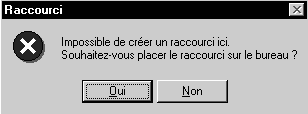 Raccourci
Impossible de créer un raccourci ici.
Souhaitez-vous placer le raccourci sur le bureau ?
Oui
Non